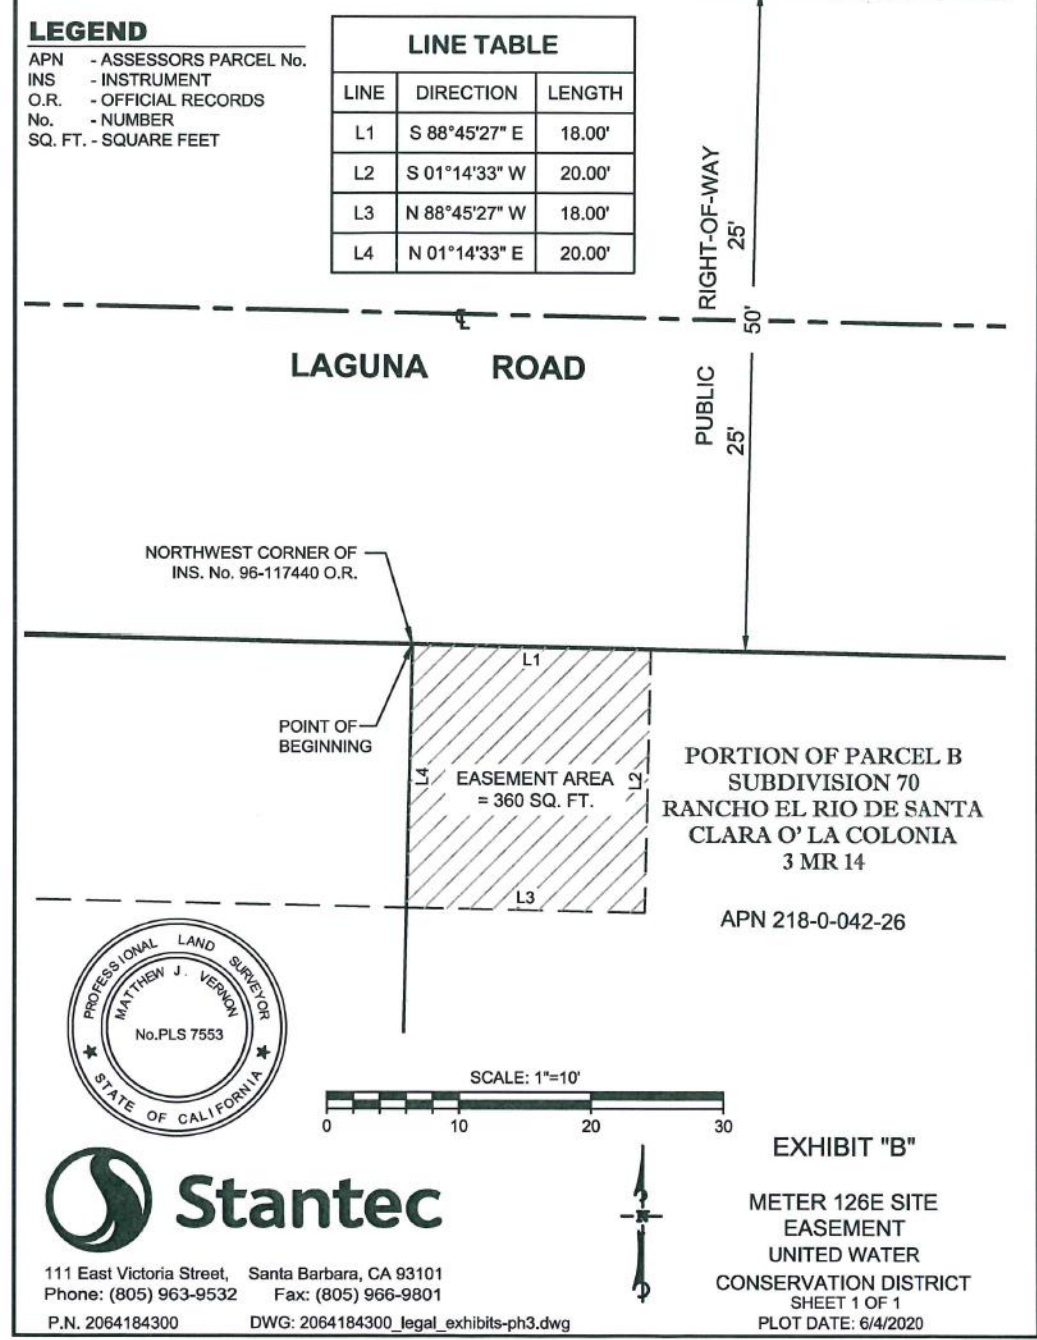 LEGEND
APN - ASSESSORS PARCEL No.
INS - INSTRUMENT
O.R. - OFFICIAL RECORDS
No. - NUMBER
SQ. FT. - SQUARE FEET
LINE TABLE
LINE DIRECTION LENGTH
L1 S 88°45'27" E 18.00'
L2 S 01°14'33" W 20.00'
L3 N 88°45'27" W 18.00'
L4 N 01°14'33" E 20.00'
PUBLIC RIGHT-OF-WAY
25'
50'
25'
LAGUNA ROAD
NORTHWEST CORNER OF
INS. No. 96-117440 O.R.
POINT OF
BEGINNING
L1
L4
EASEMENT AREA
= 360 SQ. FT.
L2
L3
PORTION OF PARCEL B
SUBDIVISION 70
RANCHO EL RIO DE SANTA
CLARA O' LA COLONIA
3 MR 14
APN 218-0-042-26
PROFESSIONAL LAND SURVEYOR
MATTHEW J. VERNON
No.PLS 7553
STATE OF CALIFORNIA
SCALE: 1"=10'
0 10 20 30
N
Stantec
111 East Victoria Street, Santa Barbara, CA 93101
Phone: (805) 963-9532 Fax: (805) 966-9801
P.N. 2064184300 DWG: 2064184300_legal_exhibits-ph3.dwg
EXHIBIT "B"
METER 126E SITE
EASEMENT
UNITED WATER
CONSERVATION DISTRICT
SHEET 1 OF 1
PLOT DATE: 6/4/2020